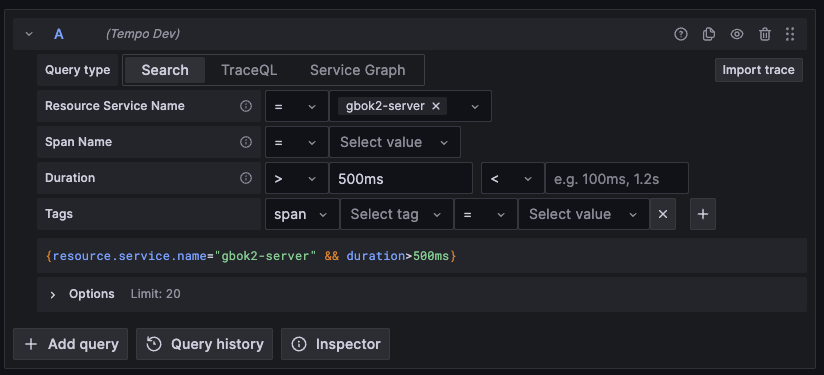 A (Tempo Dev)
Query type Search TraceQL Service Graph Import trace
Resource Service Name = gbok2-server
Span Name = Select value
Duration > 500ms < e.g. 100ms, 1.2s
Tags span Select tag = Select value
{resource.service.name="gbok2-server" && duration>500ms}
Options Limit: 20
Add query Query history Inspector